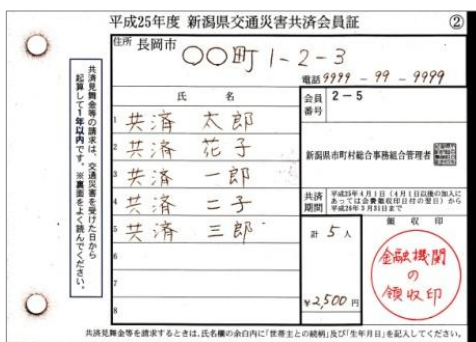 平成25年度 新潟県交通災害共済会員証 ②
住所 長岡市
〇〇町 1-2-3
電話 9999 - 99 - 9999
氏 名
1 共済 太郎
2 共済 花子
3 共済 一郎
4 共済 二子
5 共済 三郎
6
7
8
会員番号 2-5
新潟県市町村総合事務組合管理者
共済期間 平成25年4月1日(4月1日以後の加入にあっては会費領収印日付の翌日)から平成26年3月31日まで
計 5 人
¥2,500 円
領 収 印
金融機関
の
領収印
共済見舞金等の請求は、交通災害を受けた日から
起算して1年以内です。※裏面をよく読んでください。
共済見舞金等を請求するときは、氏名欄の余白内に「世帯主との続柄」及び「生年月日」を記入してください。